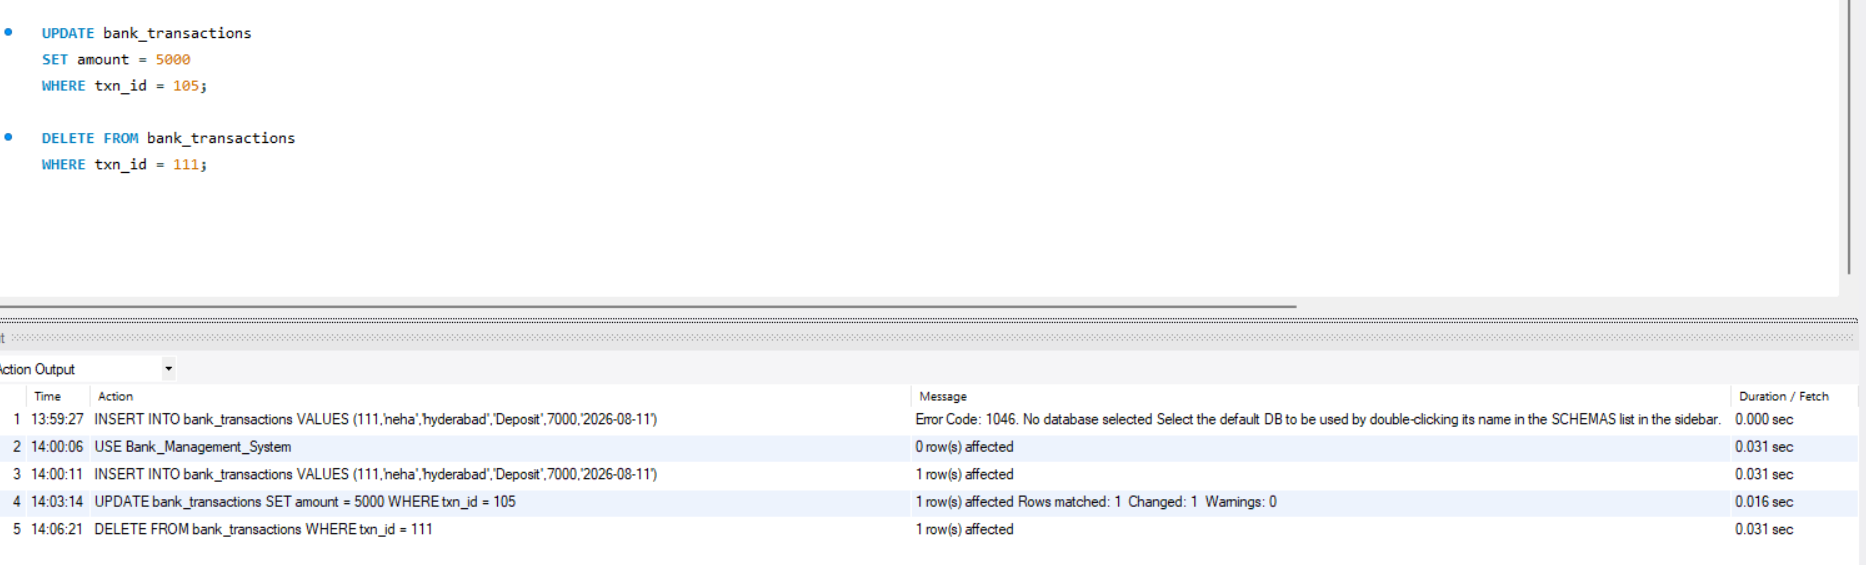 UPDATE bank_transactions
SET amount = 5000
WHERE txn_id = 105;
DELETE FROM bank_transactions
WHERE txn_id = 111;
t
Action Output
Time Action Message Duration / Fetch
1 13:59:27 INSERT INTO bank_transactions VALUES (111,'neha','hyderabad','Deposit',7000,'2026-08-11') Error Code: 1046. No database selected Select the default DB to be used by double-clicking its name in the SCHEMAS list in the sidebar. 0.000 sec
2 14:00:06 USE Bank_Management_System 0 row(s) affected 0.031 sec
3 14:00:11 INSERT INTO bank_transactions VALUES (111,'neha','hyderabad','Deposit',7000,'2026-08-11') 1 row(s) affected 0.031 sec
4 14:03:14 UPDATE bank_transactions SET amount = 5000 WHERE txn_id = 105 1 row(s) affected Rows matched: 1 Changed: 1 Warnings: 0 0.016 sec
5 14:06:21 DELETE FROM bank_transactions WHERE txn_id = 111 1 row(s) affected 0.031 sec